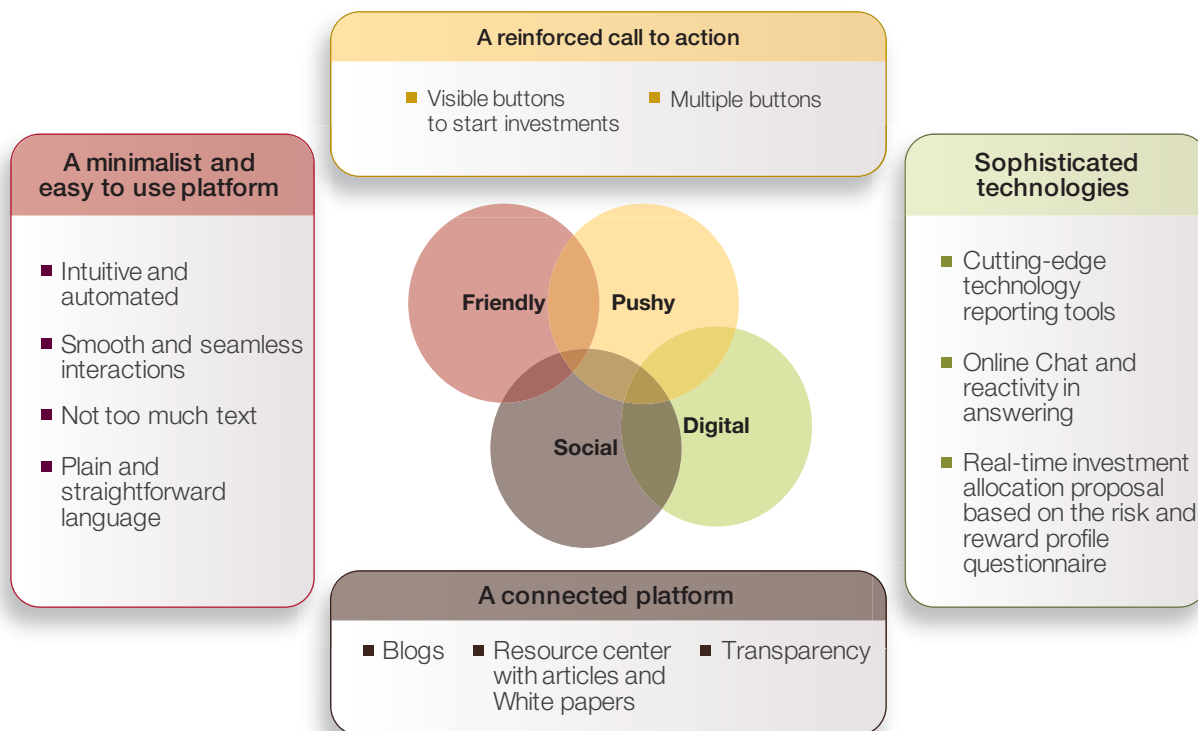 A reinforced call to action
Visible buttons
to start investments
Multiple buttons
A minimalist and
easy to use platform
Intuitive and
automated
Smooth and seamless
interactions
Not too much text
Plain and
straightforward
language
Friendly
Pushy
Social
Digital
Sophisticated
technologies
Cutting-edge
technology
reporting tools
Online Chat and
reactivity in
answering
Real-time investment
allocation proposal
based on the risk and
reward profile
questionnaire
A connected platform
Blogs
Resource center
with articles and
White papers
Transparency